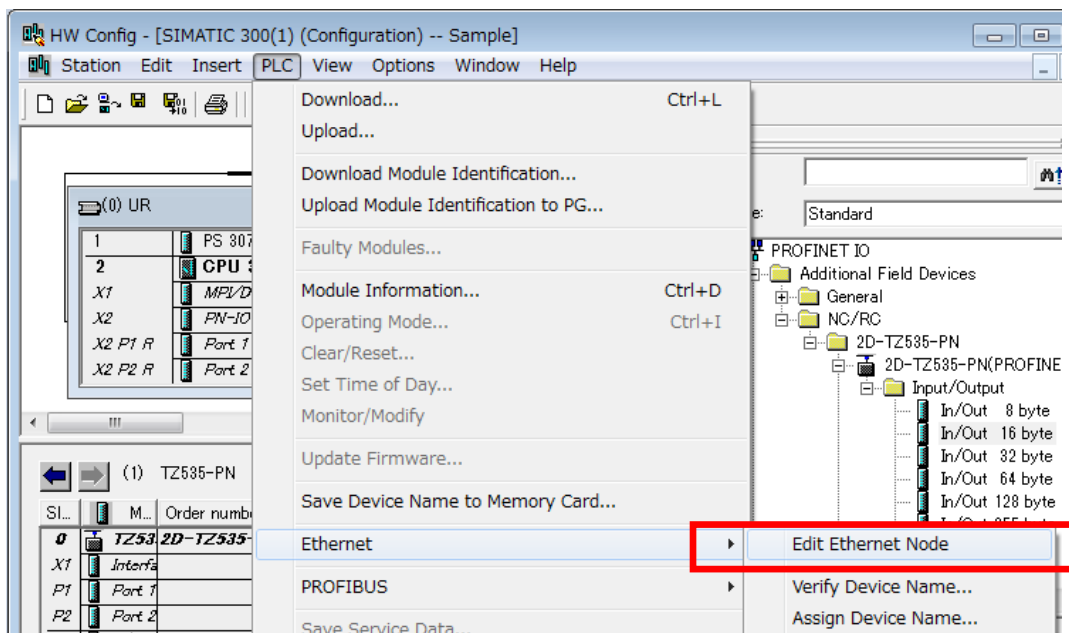 HW Config - [SIMATIC 300(1) (Configuration) -- Sample]
Station Edit Insert PLC View Options Window Help
Download... Ctrl+L
Upload...
Download Module Identification...
Upload Module Identification to PG...
Faulty Modules...
Module Information... Ctrl+D
Operating Mode... Ctrl+I
Clear/Reset...
Set Time of Day...
Monitor/Modify
Update Firmware...
Save Device Name to Memory Card...
Ethernet
PROFIBUS
Save Service Data...
Edit Ethernet Node
Verify Device Name...
Assign Device Name...
(0) UR
1 PS 307
2 CPU
X1 MPI/D
X2 PN-IO
X2 P1 R Port 1
X2 P2 R Port 2
(1) TZ535-PN
Sl... M... Order numb
0 TZ53 2D-TZ535-
X1 Interfa
P1 Port 1
P2 Port 2
e: Standard
PROFINET IO
Additional Field Devices
General
NC/RC
2D-TZ535-PN
2D-TZ535-PN(PROFINE
Input/Output
In/Out 8 byte
In/Out 16 byte
In/Out 32 byte
In/Out 64 byte
In/Out 128 byte